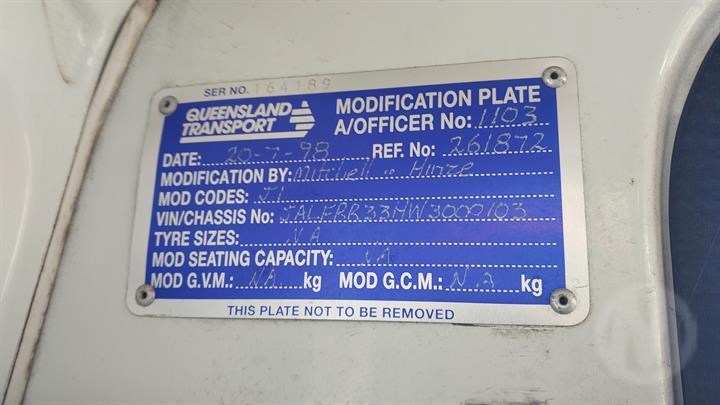 SER NO. 164189
QUEENSLAND TRANSPORT
MODIFICATION PLATE
A/OFFICER No: 1103
DATE: 20-7-98 REF. No: 261872
MODIFICATION BY: Mitchell
MOD CODES: J1
VIN/CHASSIS No: JALFRR33HW3000103
TYRE SIZES: NA
MOD SEATING CAPACITY: NA
MOD G.V.M.: NA kg MOD G.C.M.: NA kg
THIS PLATE NOT TO BE REMOVED